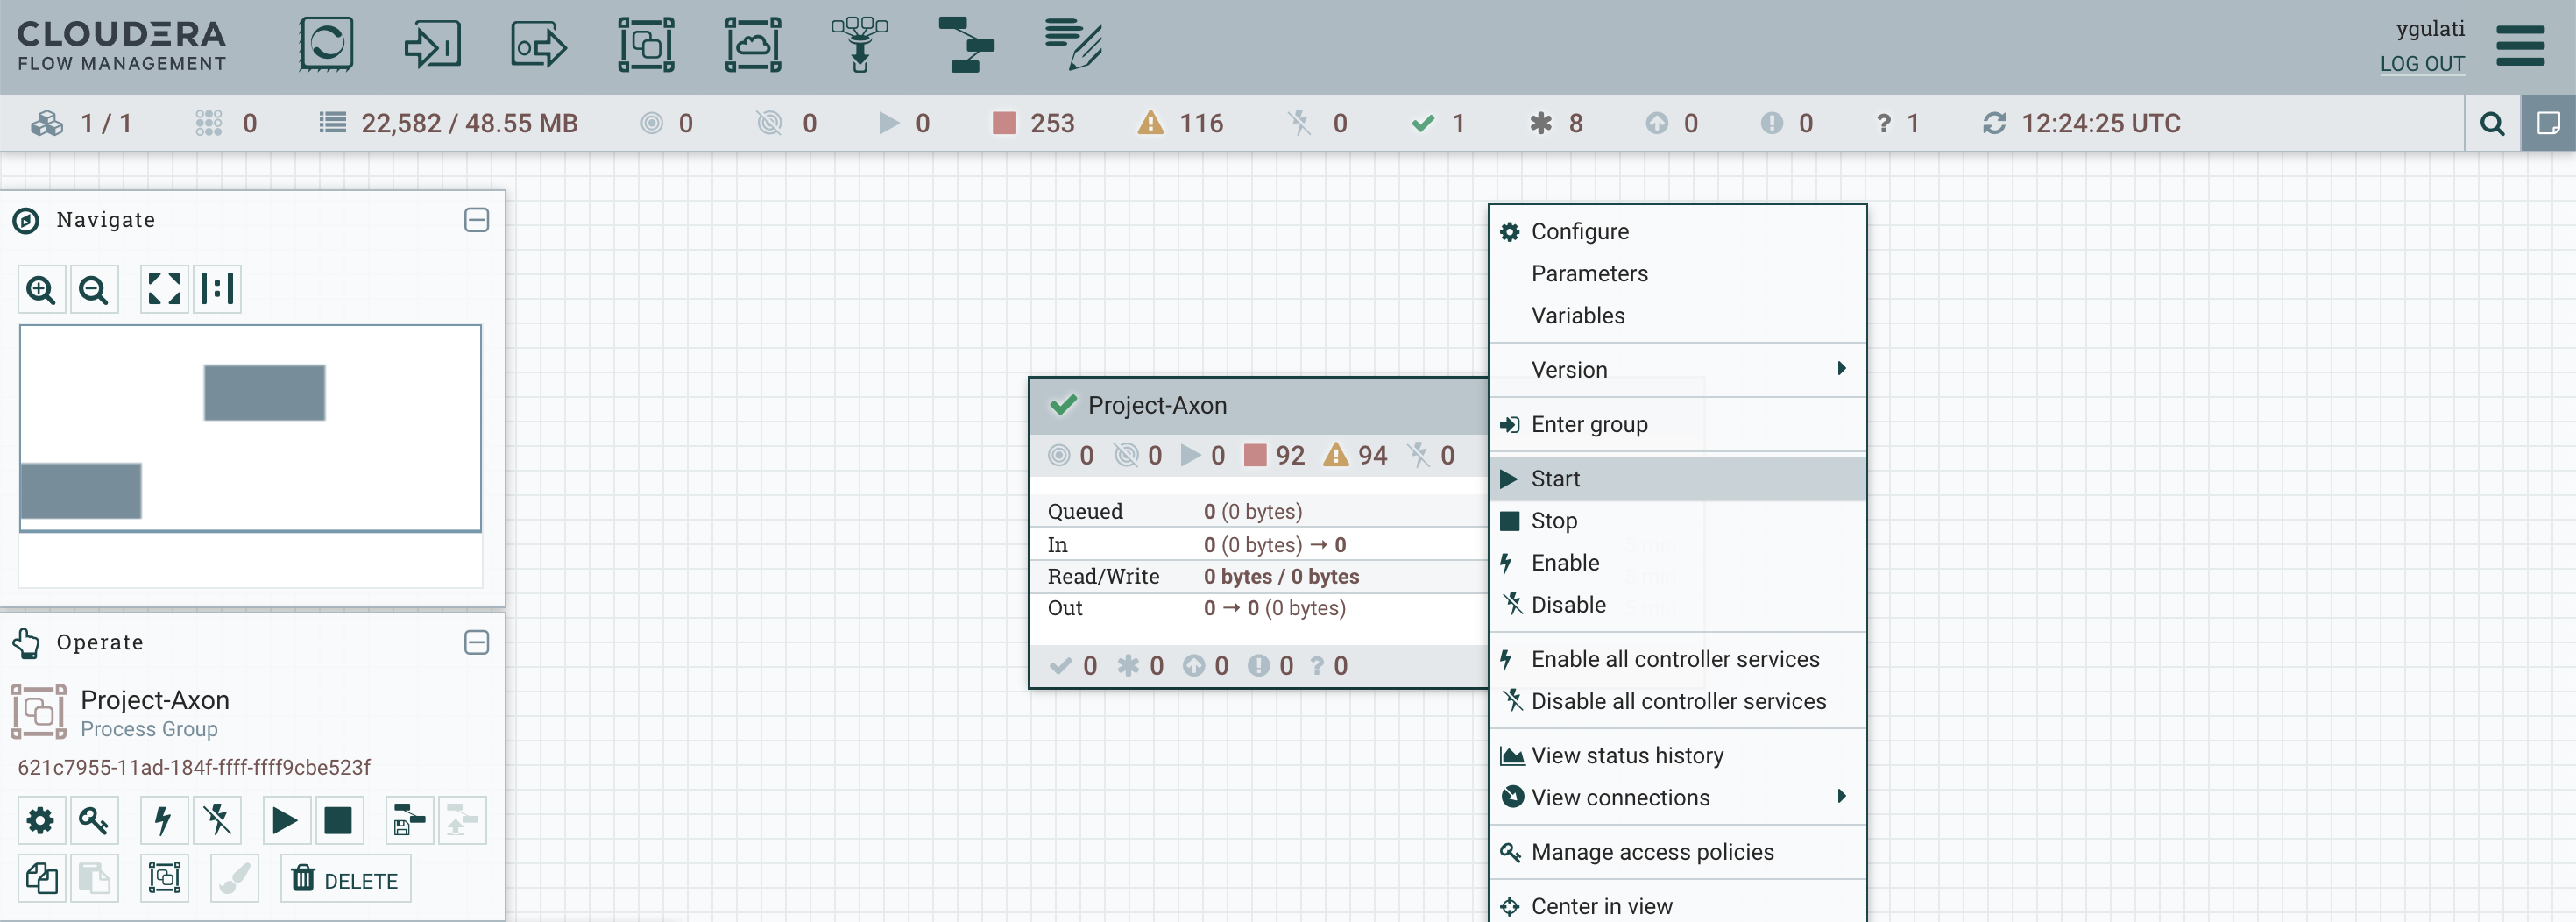 CLOUDERA
FLOW MANAGEMENT
ygulati
LOG OUT
1 / 1 0 22,582 / 48.55 MB 0 0 0 253 116 0 1 8 0 0 ? 1 12:24:25 UTC
Navigate
Operate
Project-Axon
Process Group
621c7955-11ad-184f-ffff-ffff9cbe523f
DELETE
Project-Axon
0 0 0 92 94 0
Queued 0 (0 bytes)
In 0 (0 bytes) → 0
Read/Write 0 bytes / 0 bytes
Out 0 → 0 (0 bytes)
0 0 0 0 ? 0
Configure
Parameters
Variables
Version
Enter group
Start
Stop
Enable
Disable
Enable all controller services
Disable all controller services
View status history
View connections
Manage access policies
Center in view